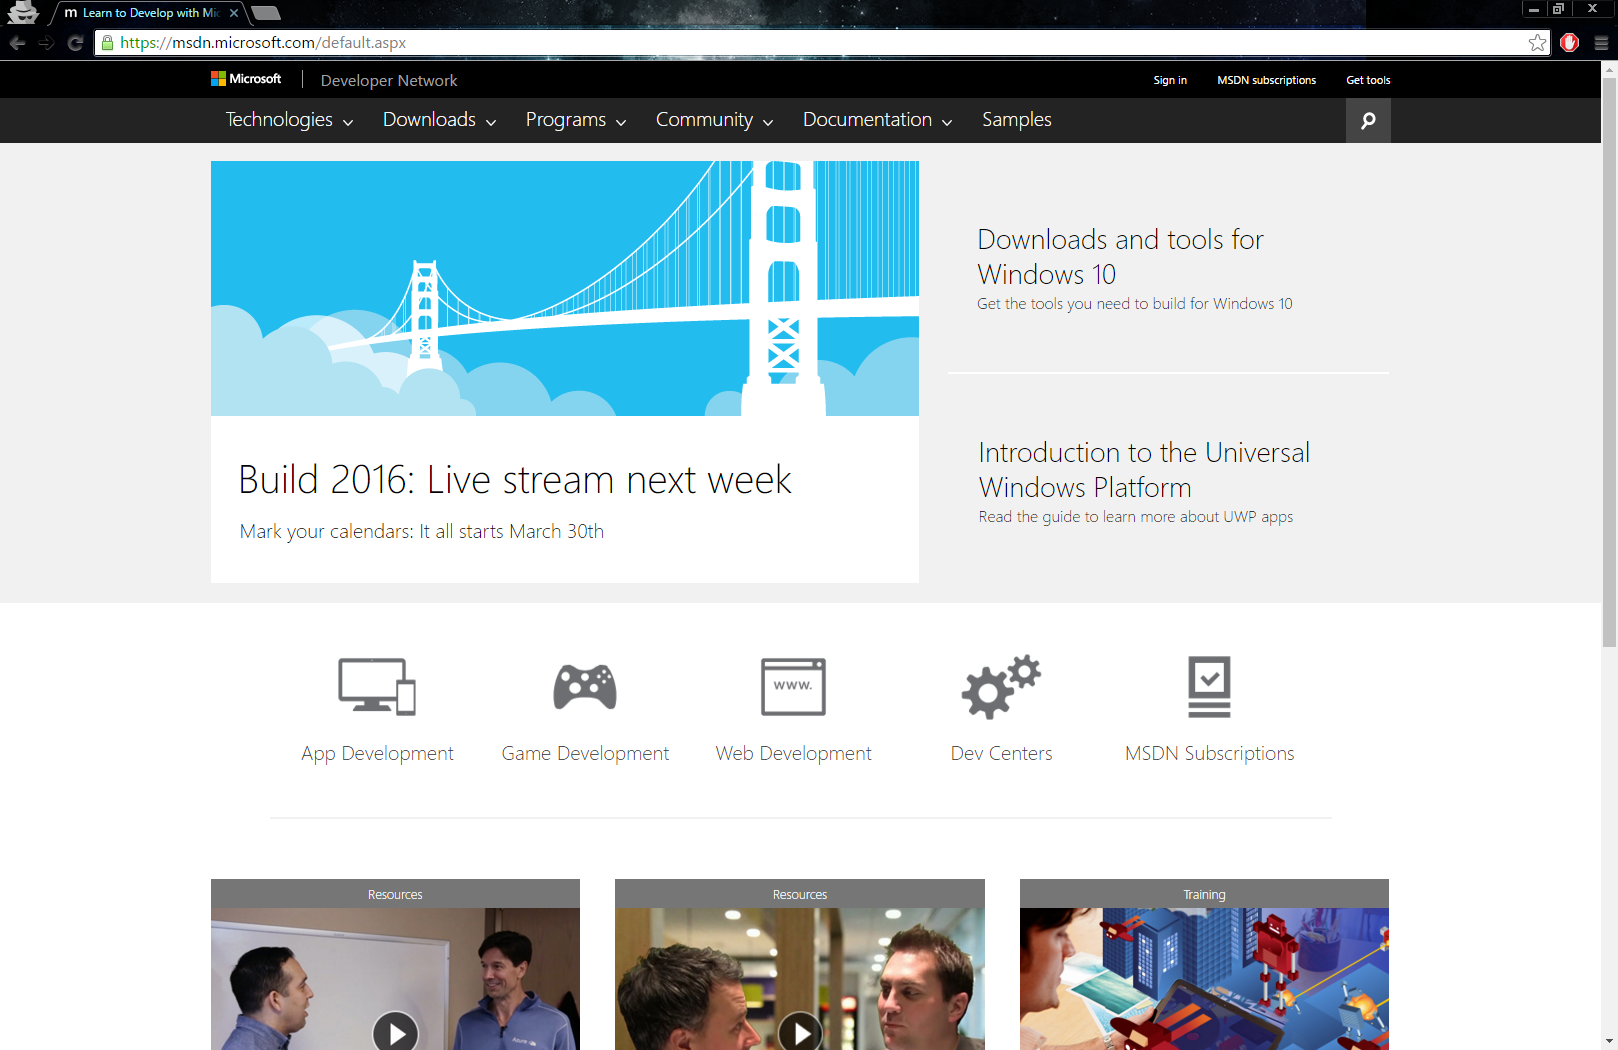 m Learn to Develop with Mic
https://msdn.microsoft.com/default.aspx
Microsoft Developer Network
Sign in MSDN subscriptions Get tools
Technologies Downloads Programs Community Documentation Samples
Build 2016: Live stream next week
Mark your calendars: It all starts March 30th
Downloads and tools for
Windows 10
Get the tools you need to build for Windows 10
Introduction to the Universal
Windows Platform
Read the guide to learn more about UWP apps
www.
App Development Game Development Web Development Dev Centers MSDN Subscriptions
Resources Resources Training
Azure